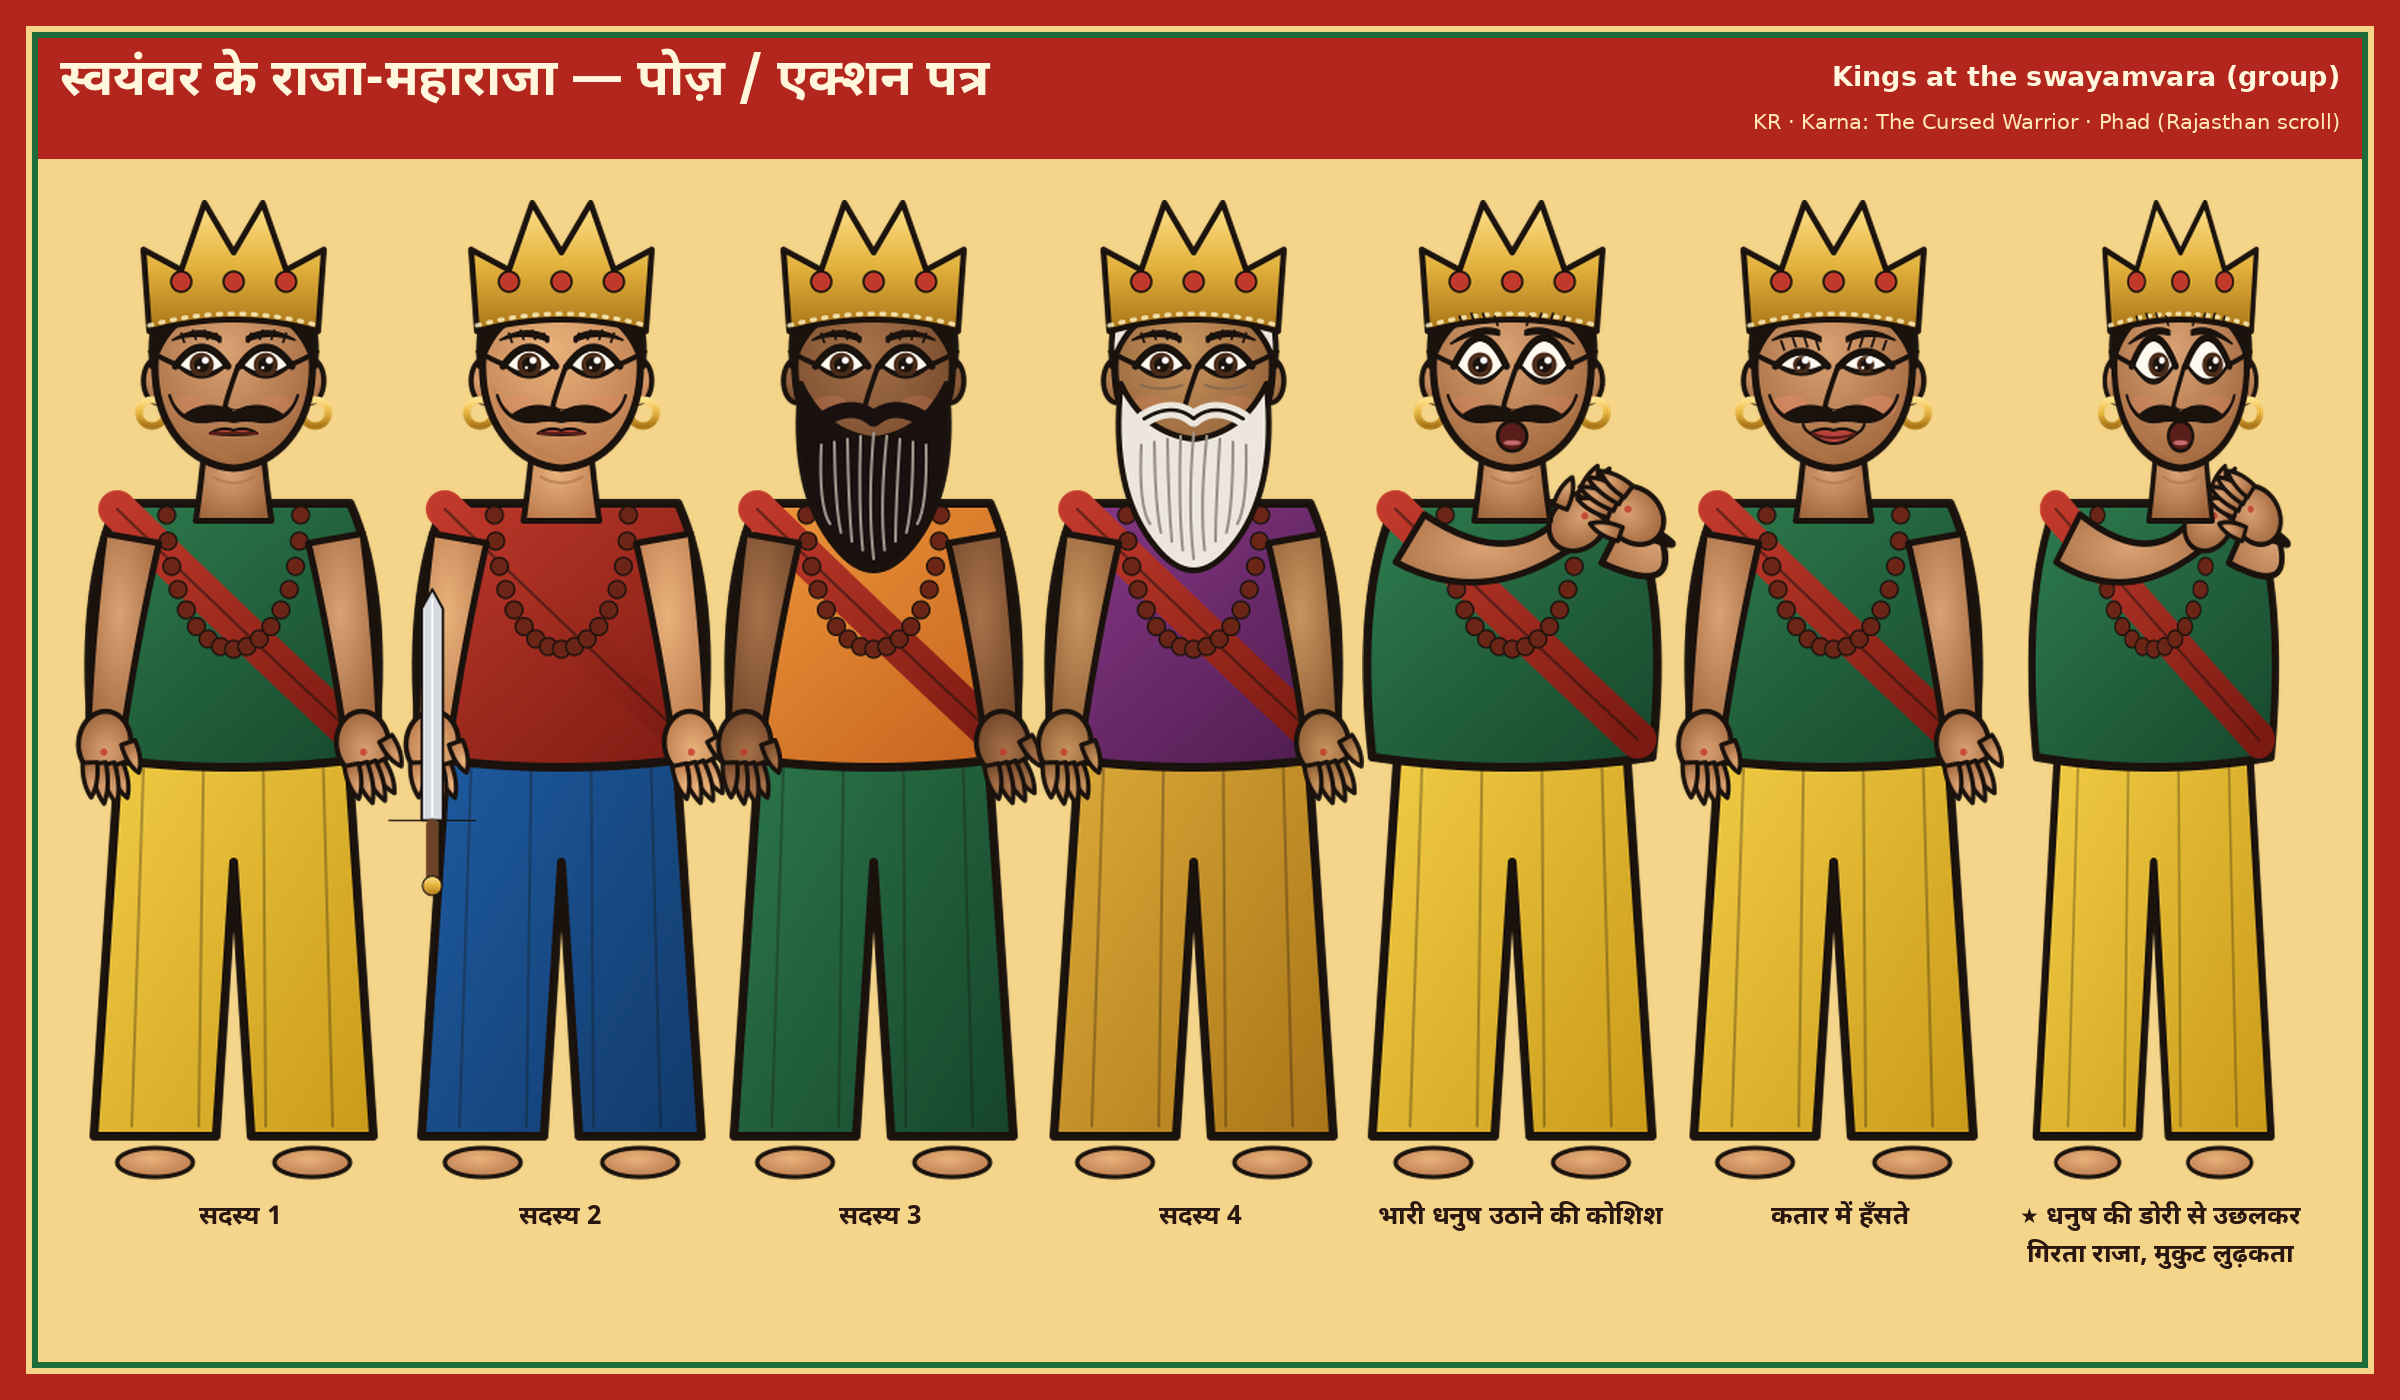 स्वयंवर के राजा-महाराजा — पोज़ / एक्शन पत्र
Kings at the swayamvara (group)
KR · Karna: The Cursed Warrior · Phad (Rajasthan scroll)
सदस्य 1
सदस्य 2
सदस्य 3
सदस्य 4
भारी धनुष उठाने की कोशिश
कतार में हँसते
★ धनुष की डोरी से उछलकर
गिरता राजा, मुकुट लुढ़कता